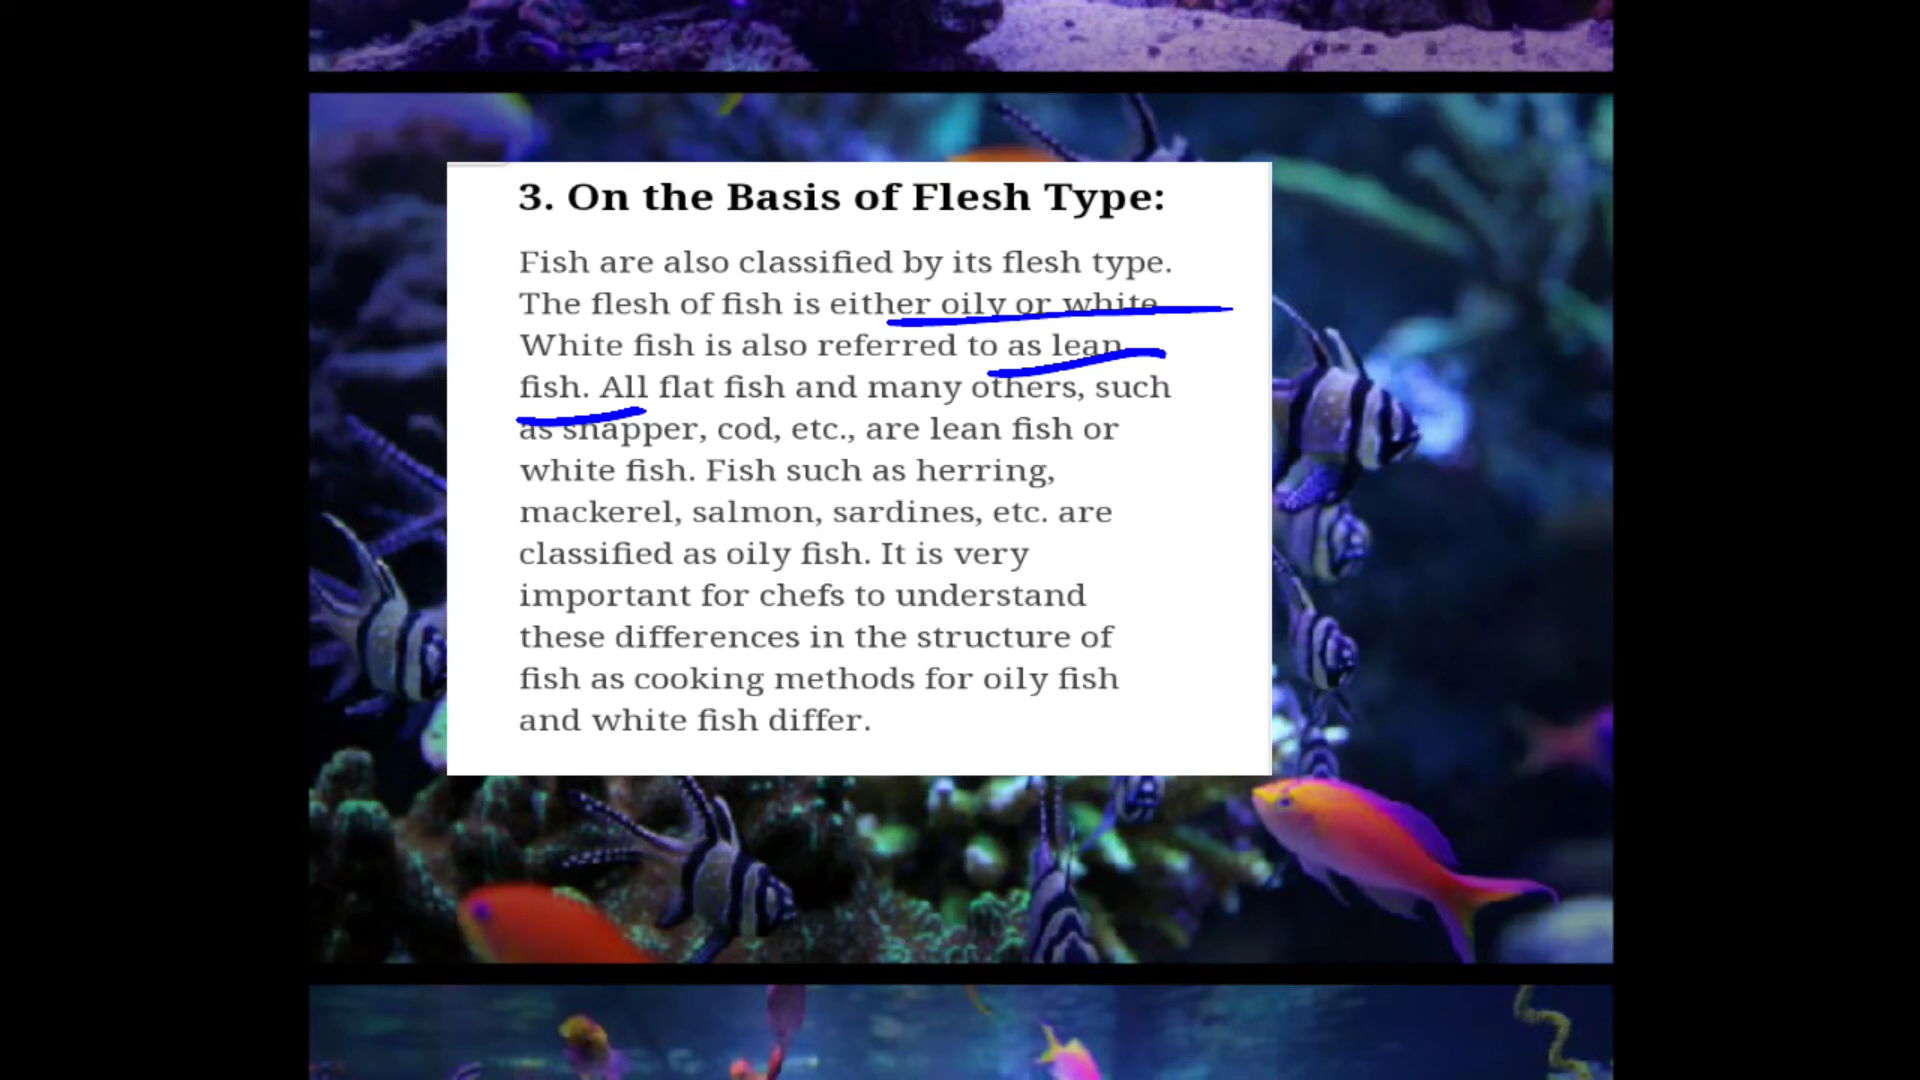 3. On the Basis of Flesh Type:
Fish are also classified by its flesh type.
The flesh of fish is either oily or white.
White fish is also referred to as lean
fish. All flat fish and many others, such
as snapper, cod, etc., are lean fish or
white fish. Fish such as herring,
mackerel, salmon, sardines, etc. are
classified as oily fish. It is very
important for chefs to understand
these differences in the structure of
fish as cooking methods for oily fish
and white fish differ.